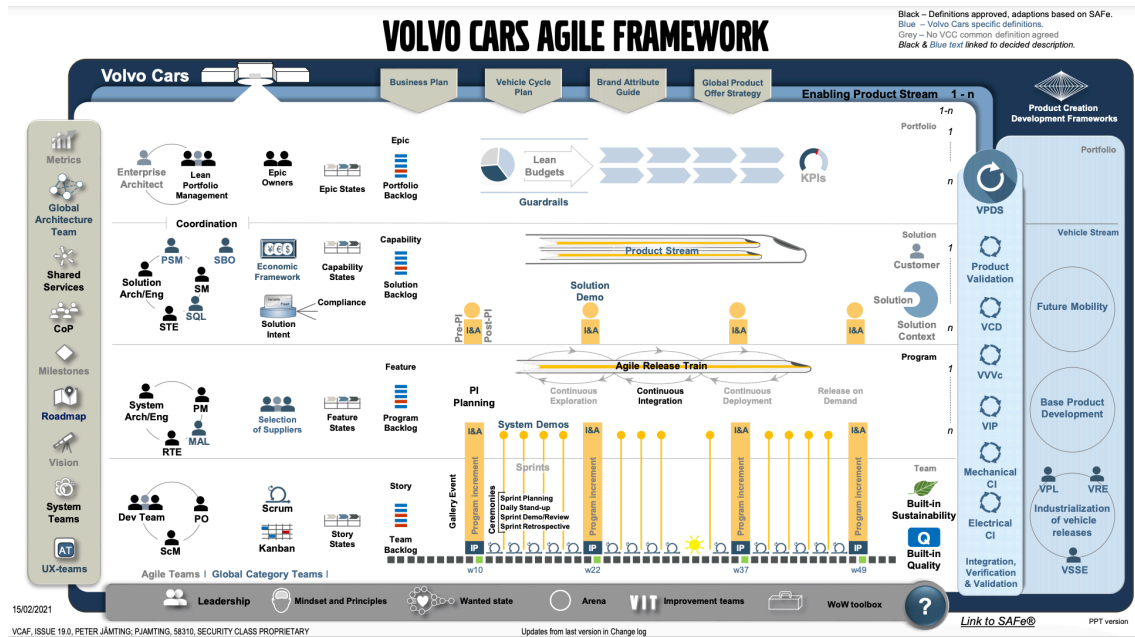 Black – Definitions approved, adaptions based on SAFe.
Blue – Volvo Cars specific definitions.
Grey – No VCC common definition agreed
Black & Blue text linked to decided description.
VOLVO CARS AGILE FRAMEWORK
Volvo Cars
Business Plan
Vehicle Cycle
Plan
Brand Attribute
Guide
Global Product
Offer Strategy
Enabling Product Stream 1 - n
Product Creation
Development Frameworks
Metrics
Global
Architecture
Team
Shared
Services
CoP
Milestones
Roadmap
Vision
System
Teams
AT
UX-teams
Enterprise
Architect
Lean
Portfolio
Management
Epic
Owners
Epic States
Epic
Portfolio
Backlog
Lean
Budgets
Guardrails
KPIs
1-n
Portfolio
1
n
Coordination
PSM
SBO
Solution
Arch/Eng
SM
SQL
STE
¥€$
Economic
Framework
Capability
States
Compliance
Solution
Intent
Capability
Solution
Backlog
Product Stream
Solution
Demo
Pre-PI
Post-PI
I&A
I&A
I&A
I&A
Solution
Customer
1
Solution
Solution
Context
n
System
Arch/Eng
PM
MAL
RTE
Selection
of Suppliers
Feature
States
Feature
Program
Backlog
PI
Planning
Agile Release Train
Continuous
Exploration
Continuous
Integration
Continuous
Deployment
Release on
Demand
Program
1
n
System Demos
I&A
I&A
I&A
I&A
Sprints
Dev Team
PO
ScM
Scrum
Kanban
Story
States
Story
Team
Backlog
Gallery Event
Program increment
Ceremonies
Sprint Planning
Daily Stand-up
Sprint Demo/Review
Sprint Retrospective
Program increment
Program increment
Program increment
IP
IP
IP
IP
w10
w22
w37
w49
Team
Built-in
Sustainability
Q
Built-in
Quality
Agile Teams | Global Category Teams |
VPDS
Product
Validation
VCD
VVVc
VIP
Mechanical
CI
Electrical
CI
Integration,
Verification
& Validation
Portfolio
Vehicle Stream
Future Mobility
Base Product
Development
VPL
VRE
Industrialization
of vehicle
releases
VSSE
Leadership
Mindset and Principles
Wanted state
Arena
VIT
Improvement teams
WoW toolbox
?
Link to SAFe®
PPT version
15/02/2021
VCAF, ISSUE 19.0, PETER JÄMTING; PJAMTING, 58310, SECURITY CLASS PROPRIETARY
Updates from last version in Change log